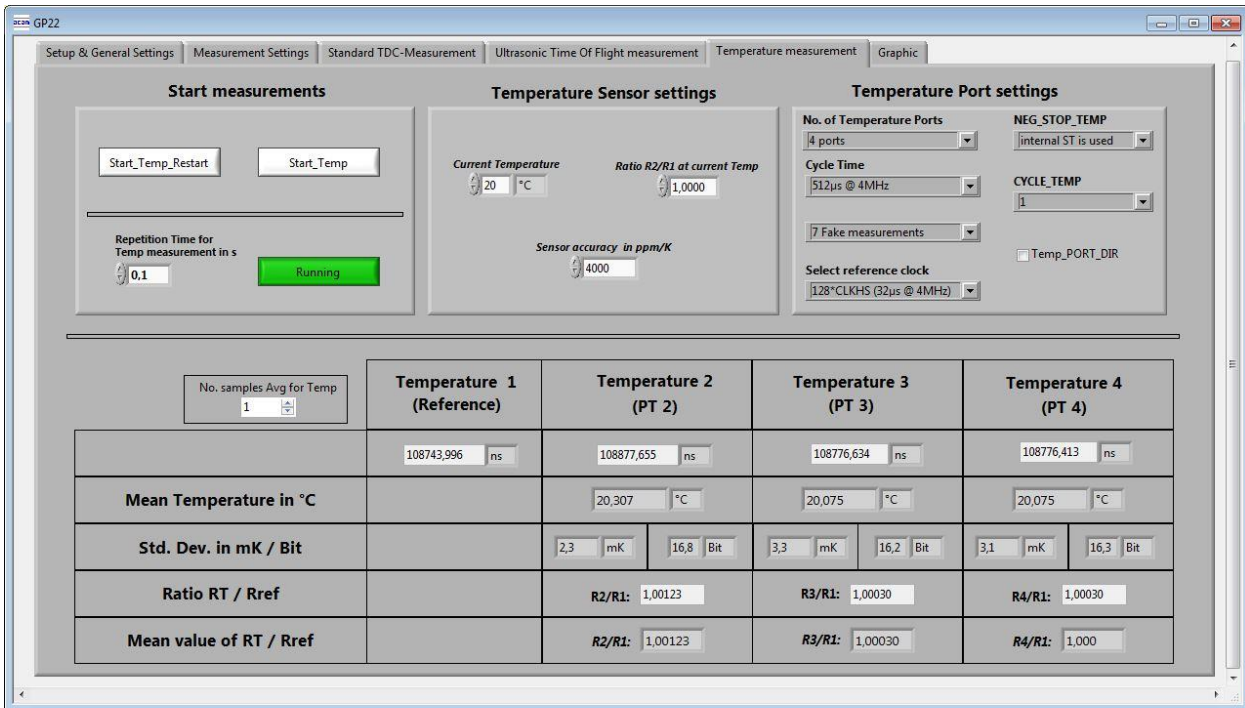 acam GP22
Setup & General Settings
Measurement Settings
Standard TDC-Measurement
Ultrasonic Time Of Flight measurement
Temperature measurement
Graphic
Start measurements
Start_Temp_Restart
Start_Temp
Repetition Time for
Temp measurement in s
0,1
Running
Temperature Sensor settings
Current Temperature
20 °C
Ratio R2/R1 at current Temp
1,0000
Sensor accuracy in ppm/K
4000
Temperature Port settings
No. of Temperature Ports
4 ports
NEG_STOP_TEMP
internal ST is used
Cycle Time
512µs @ 4MHz
CYCLE_TEMP
1
7 Fake measurements
Temp_PORT_DIR
Select reference clock
128*CLKHS (32µs @ 4MHz)
No. samples Avg for Temp
1
Temperature 1
(Reference)
Temperature 2
(PT 2)
Temperature 3
(PT 3)
Temperature 4
(PT 4)
108743,996 ns
108877,655 ns
108776,634 ns
108776,413 ns
Mean Temperature in °C
20,307 °C
20,075 °C
20,075 °C
Std. Dev. in mK / Bit
2,3 mK
16,8 Bit
3,3 mK
16,2 Bit
3,1 mK
16,3 Bit
Ratio RT / Rref
R2/R1: 1,00123
R3/R1: 1,00030
R4/R1: 1,00030
Mean value of RT / Rref
R2/R1: 1,00123
R3/R1: 1,00030
R4/R1: 1,000